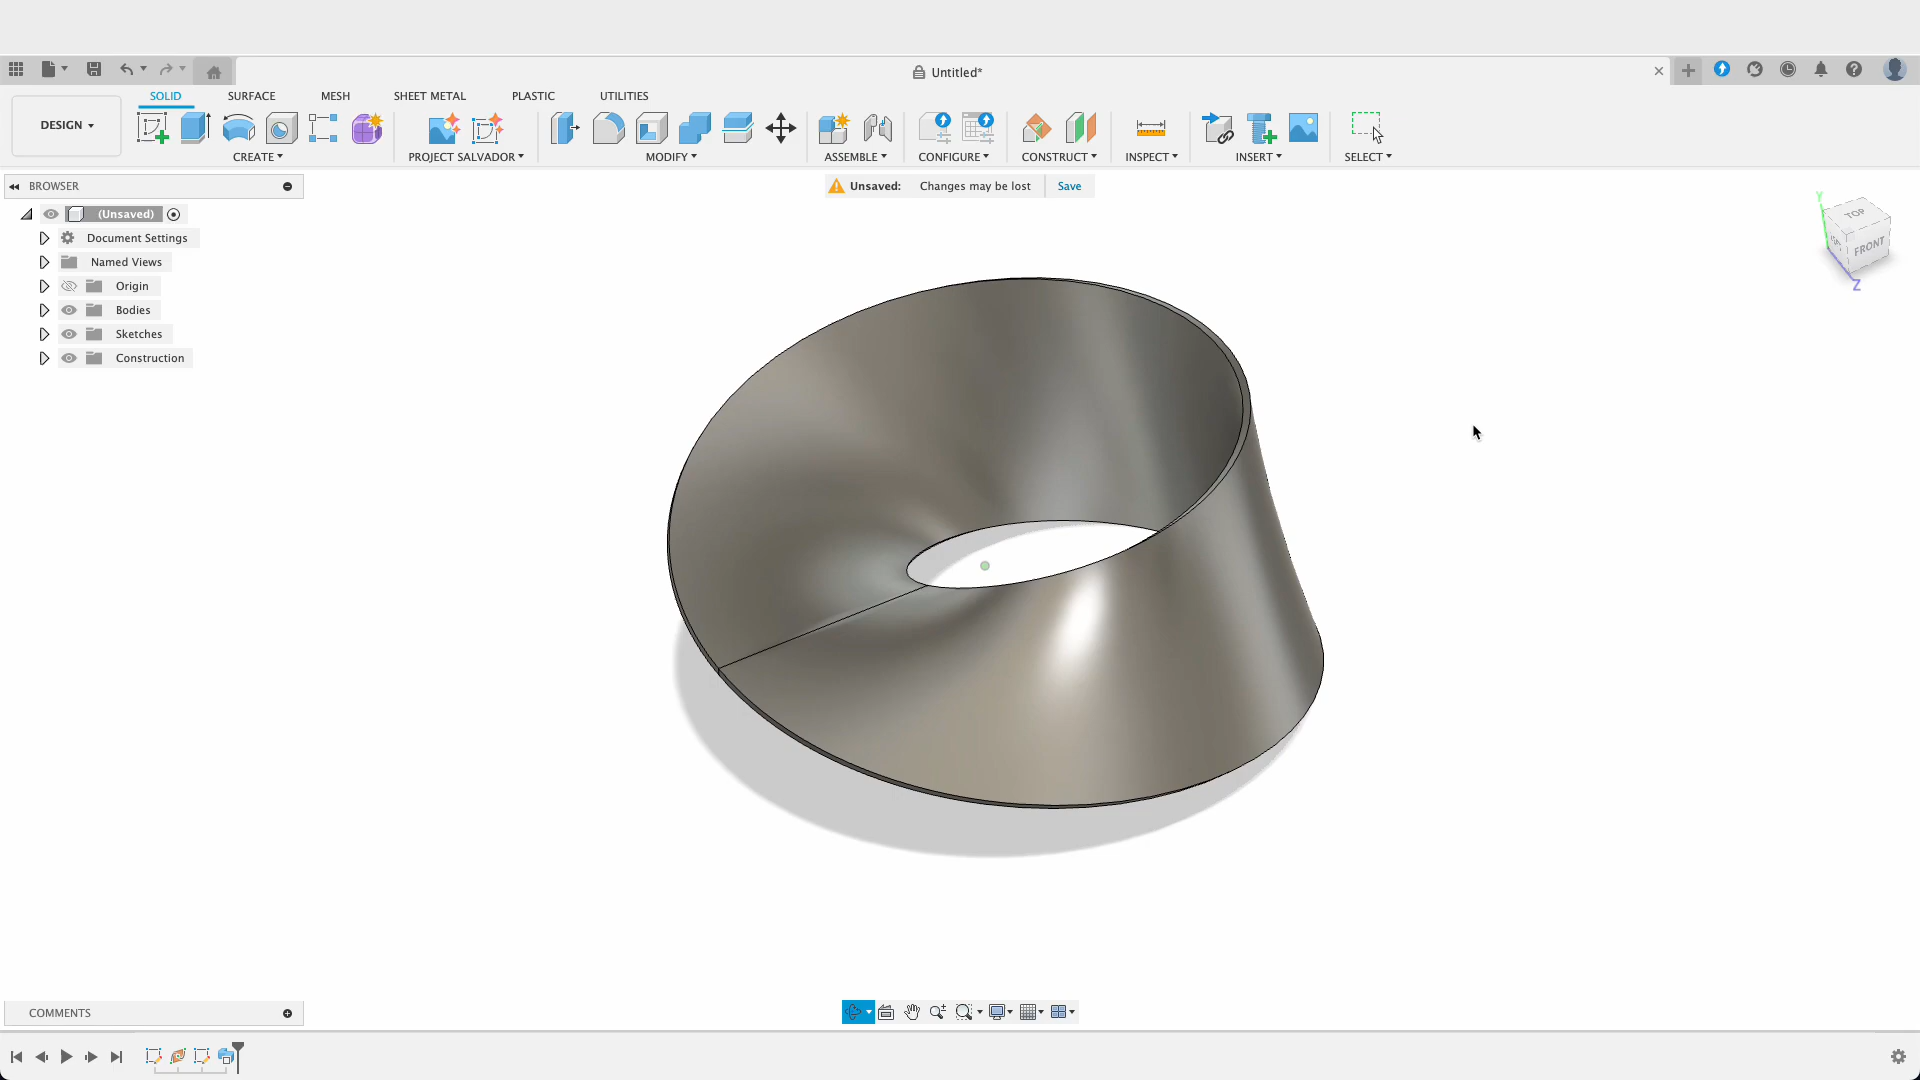 Untitled*
DESIGN
SOLID
SURFACE
MESH
SHEET METAL
PLASTIC
UTILITIES
CREATE
PROJECT SALVADOR
MODIFY
ASSEMBLE
CONFIGURE
CONSTRUCT
INSPECT
INSERT
SELECT
BROWSER
Unsaved: Changes may be lost Save
(Unsaved)
Document Settings
Named Views
Origin
Bodies
Sketches
Construction
Y
TOP
FRONT
Z
COMMENTS